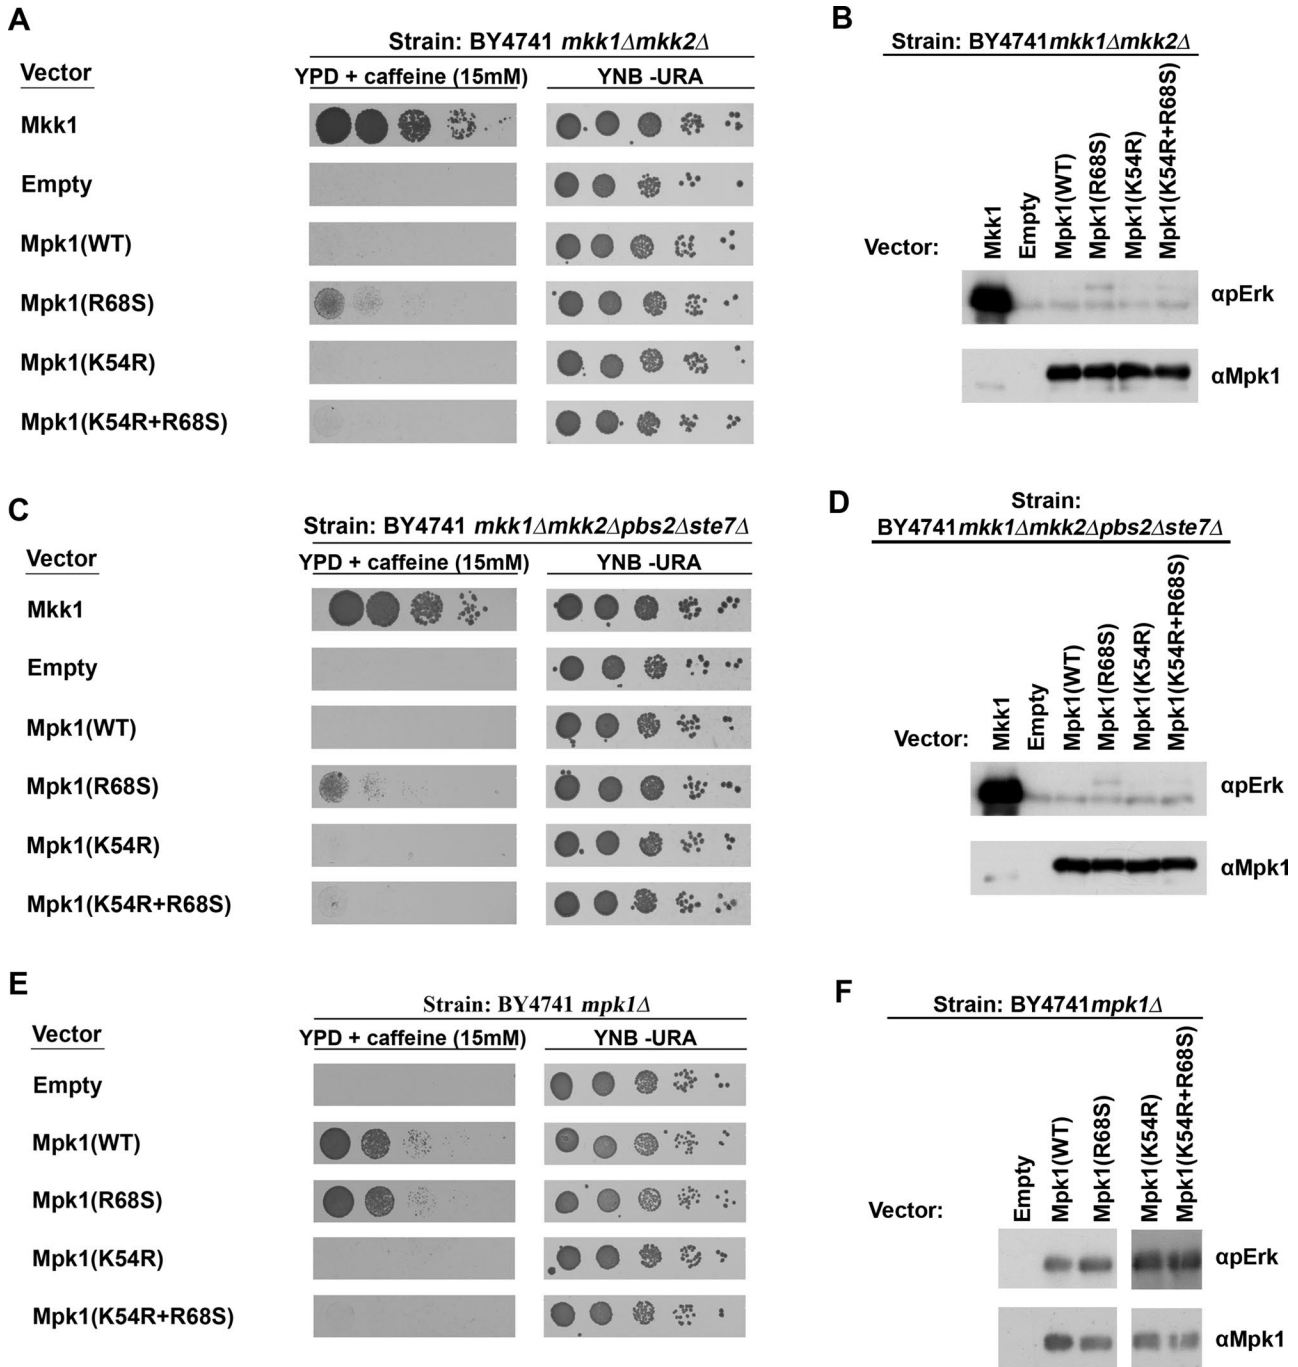 A
Strain: BY4741 mkk1Δmkk2Δ
Vector
YPD + caffeine (15mM)
YNB -URA
Mkk1
Empty
Mpk1(WT)
Mpk1(R68S)
Mpk1(K54R)
Mpk1(K54R+R68S)
B
Strain: BY4741mkk1Δmkk2Δ
Vector:
Mkk1
Empty
Mpk1(WT)
Mpk1(R68S)
Mpk1(K54R)
Mpk1(K54R+R68S)
αpErk
αMpk1
C
Strain: BY4741 mkk1Δmkk2Δpbs2Δste7Δ
Vector
YPD + caffeine (15mM)
YNB -URA
Mkk1
Empty
Mpk1(WT)
Mpk1(R68S)
Mpk1(K54R)
Mpk1(K54R+R68S)
D
Strain:
BY4741mkk1Δmkk2Δpbs2Δste7Δ
Vector:
Mkk1
Empty
Mpk1(WT)
Mpk1(R68S)
Mpk1(K54R)
Mpk1(K54R+R68S)
αpErk
αMpk1
E
Strain: BY4741 mpk1Δ
Vector
YPD + caffeine (15mM)
YNB -URA
Empty
Mpk1(WT)
Mpk1(R68S)
Mpk1(K54R)
Mpk1(K54R+R68S)
F
Strain: BY4741mpk1Δ
Vector:
Empty
Mpk1(WT)
Mpk1(R68S)
Mpk1(K54R)
Mpk1(K54R+R68S)
αpErk
αMpk1